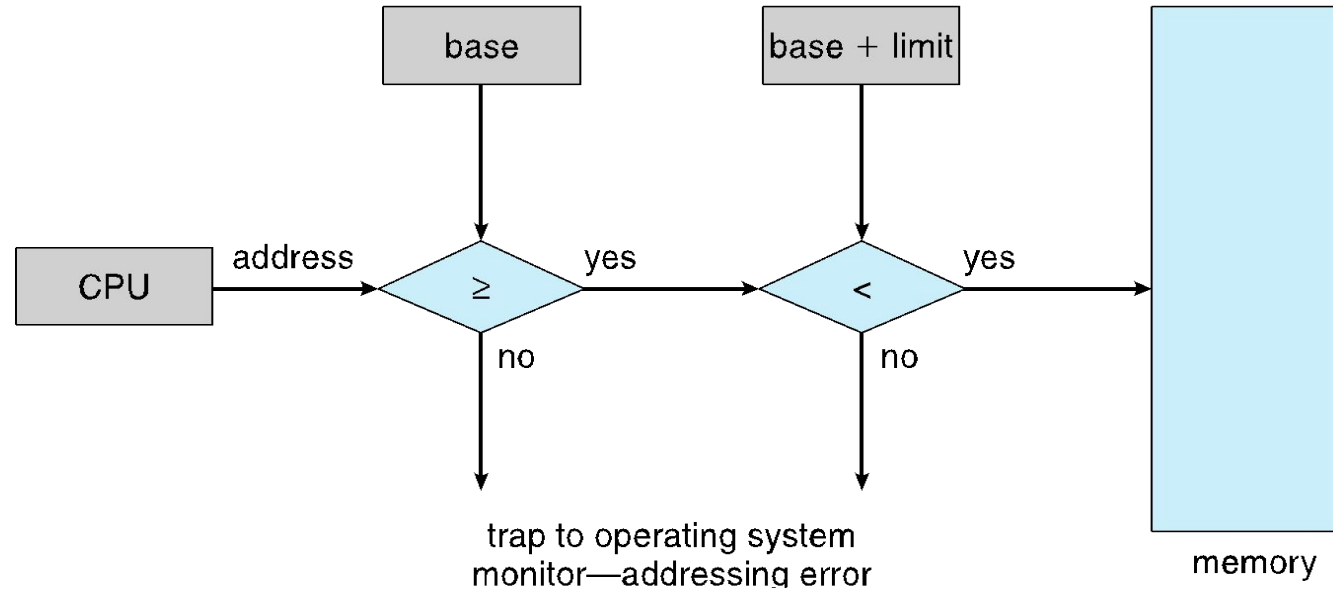 base
base + limit
CPU
address
≥
yes
<
yes
no
no
trap to operating system
monitor—addressing error
memory